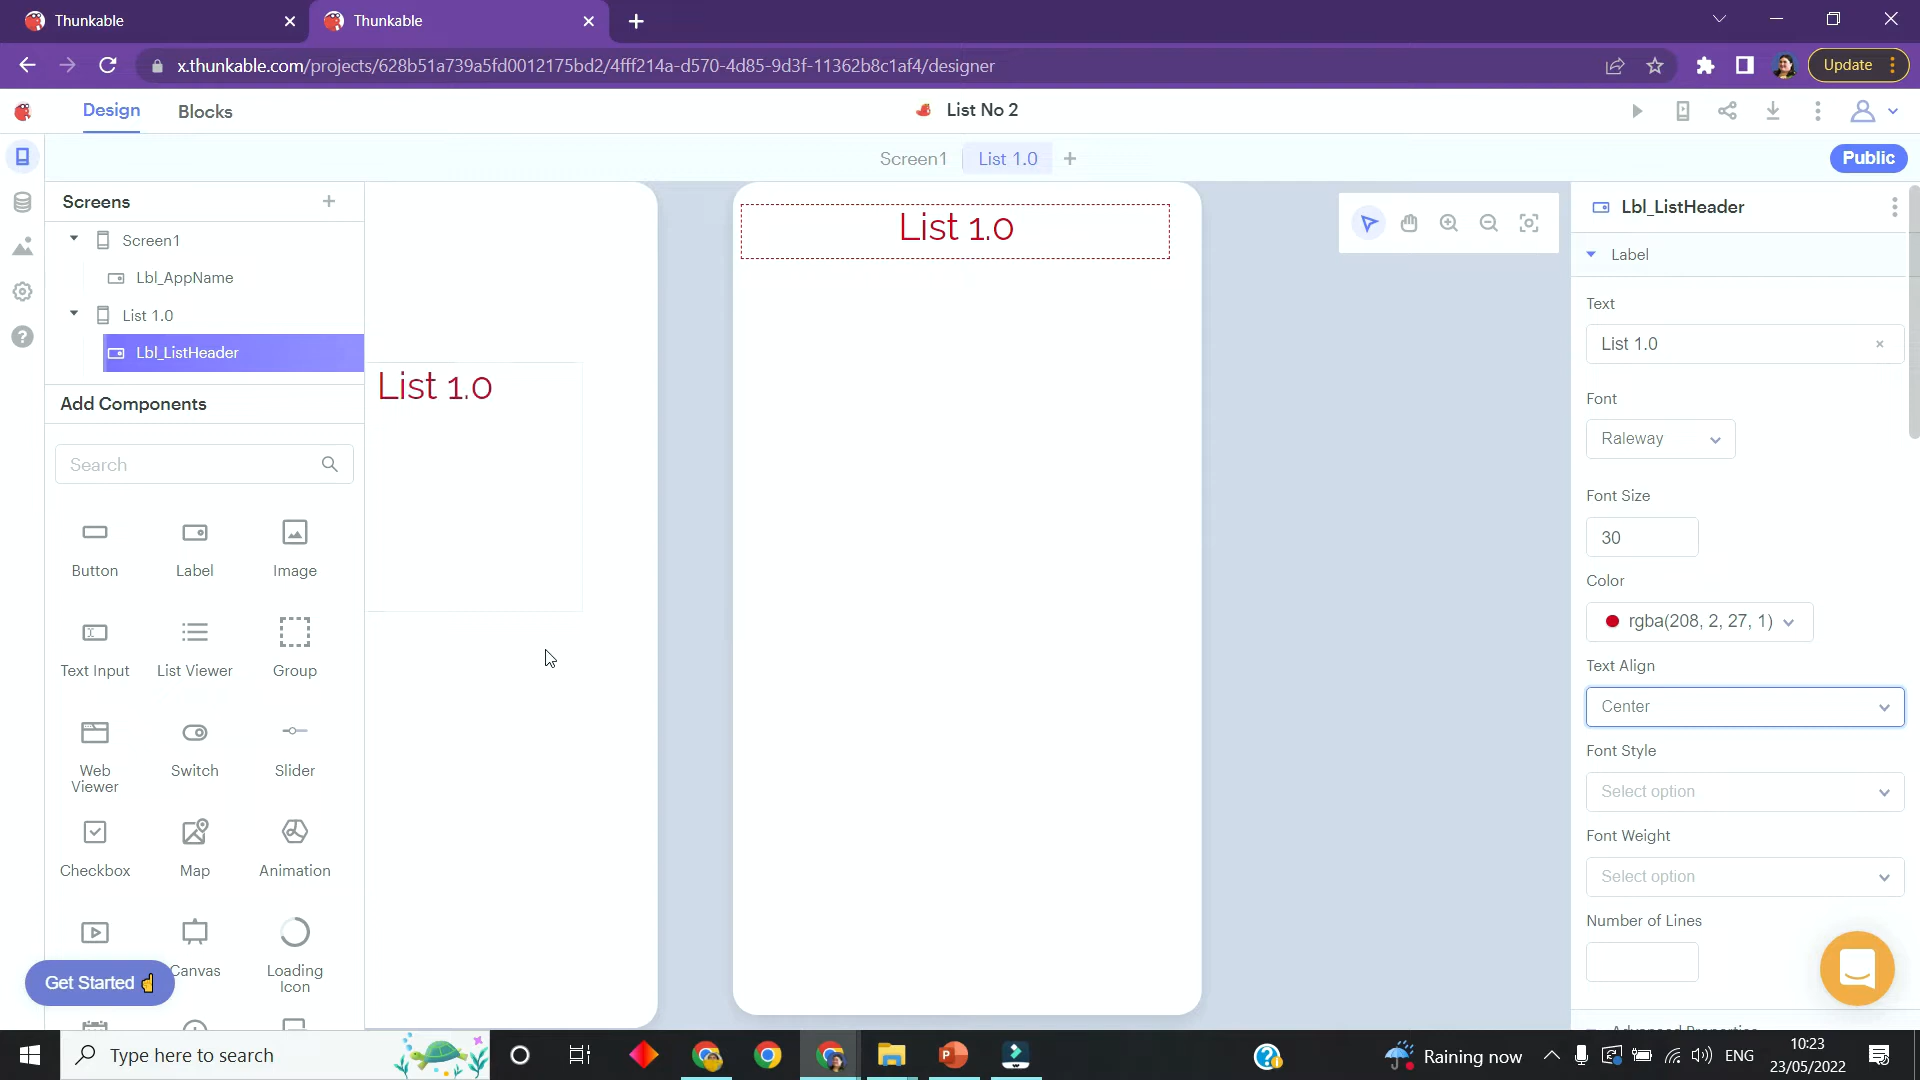 Thunkable
Thunkable
x.thunkable.com/projects/628b51a739a5fd0012175bd2/4fff214a-d570-4d85-9d3f-11362b8c1af4/designer
Update
Design
Blocks
List No 2
Screen1
List 1.0
Public
Screens
Screen1
Lbl_AppName
List 1.0
Lbl_ListHeader
Add Components
Search
Button
Label
Image
Text Input
List Viewer
Group
Web
Viewer
Switch
Slider
Checkbox
Map
Animation
Canvas
Loading
Icon
Get Started
List 1.0
List 1.0
Lbl_ListHeader
Label
Text
List 1.0
Font
Raleway
Font Size
30
Color
rgba(208, 2, 27, 1)
Text Align
Center
Font Style
Select option
Font Weight
Select option
Number of Lines
Advanced Properties
Type here to search
Raining now
ENG
10:23
23/05/2022